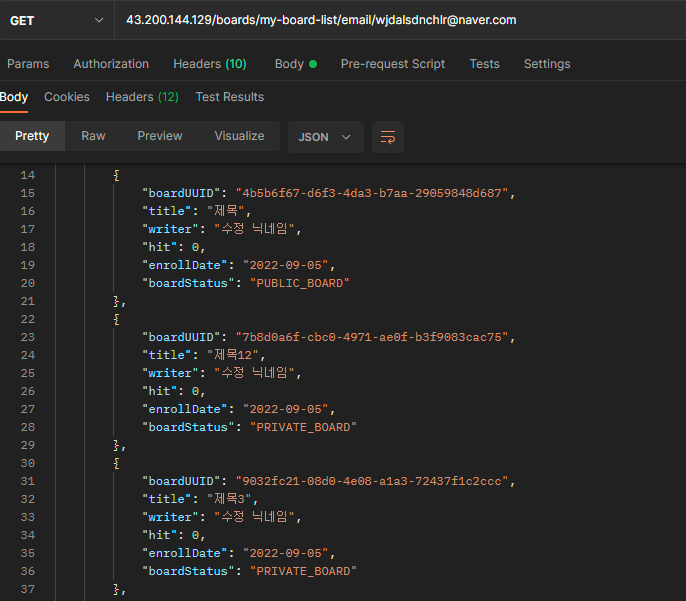 GET 43.200.144.129/boards/my-board-list/email/wjdalsdnchlr@naver.com
Params Authorization Headers (10) Body Pre-request Script Tests Settings
Body Cookies Headers (12) Test Results
Pretty Raw Preview Visualize JSON
14 {
15 "boardUUID": "4b5b6f67-d6f3-4da3-b7aa-29059848d687",
16 "title": "제목",
17 "writer": "수정 닉네임",
18 "hit": 0,
19 "enrollDate": "2022-09-05",
20 "boardStatus": "PUBLIC_BOARD"
21 },
22 {
23 "boardUUID": "7b8d0a6f-cbc0-4971-ae0f-b3f9083cac75",
24 "title": "제목12",
25 "writer": "수정 닉네임",
26 "hit": 0,
27 "enrollDate": "2022-09-05",
28 "boardStatus": "PRIVATE_BOARD"
29 },
30 {
31 "boardUUID": "9032fc21-08d0-4e08-a1a3-72437f1c2ccc",
32 "title": "제목3",
33 "writer": "수정 닉네임",
34 "hit": 0,
35 "enrollDate": "2022-09-05",
36 "boardStatus": "PRIVATE_BOARD"
37 },